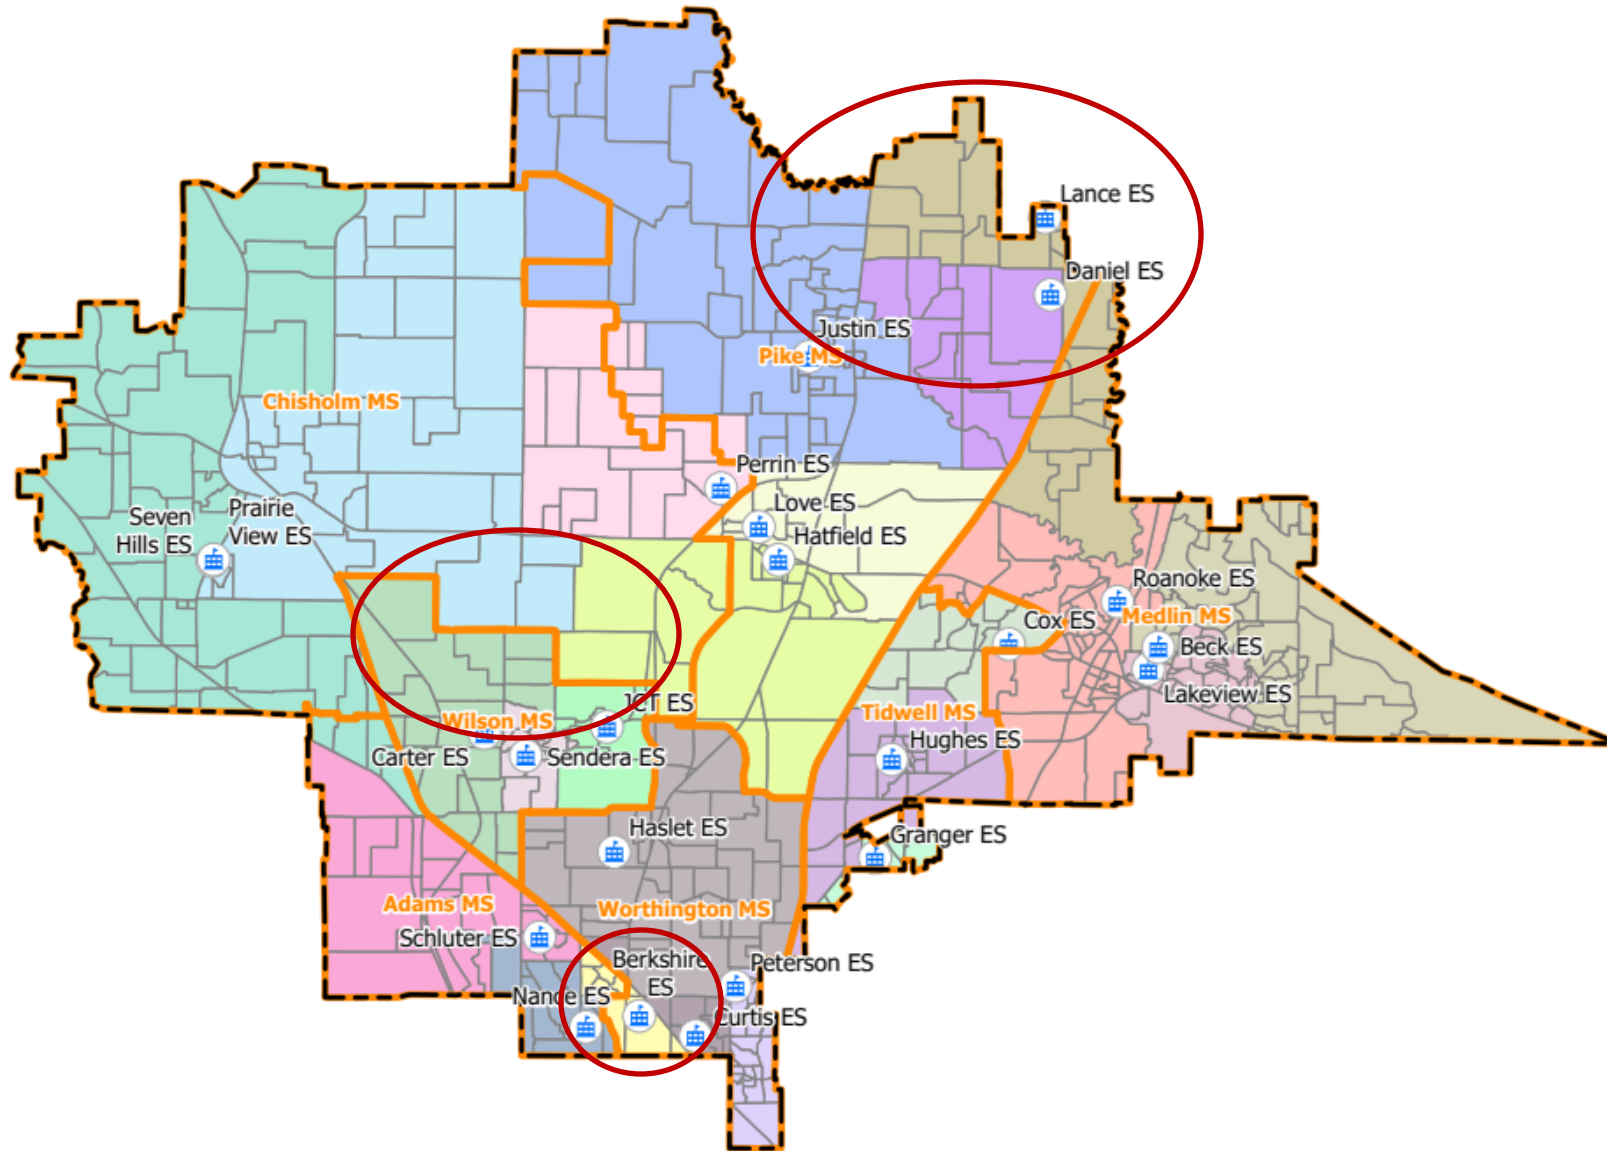 Lance ES
Daniel ES
Justin ES
Pike MS
Chisholm MS
Perrin ES
Love ES
Hatfield ES
Seven
Hills ES
Prairie
View ES
Roanoke ES
Medlin MS
Cox ES
Beck ES
Lakeview ES
JCT ES
Wilson MS
Tidwell MS
Hughes ES
Carter ES
Sendera ES
Haslet ES
Granger ES
Adams MS
Worthington MS
Schluter ES
Berkshire
ES
Peterson ES
Nance ES
Curtis ES